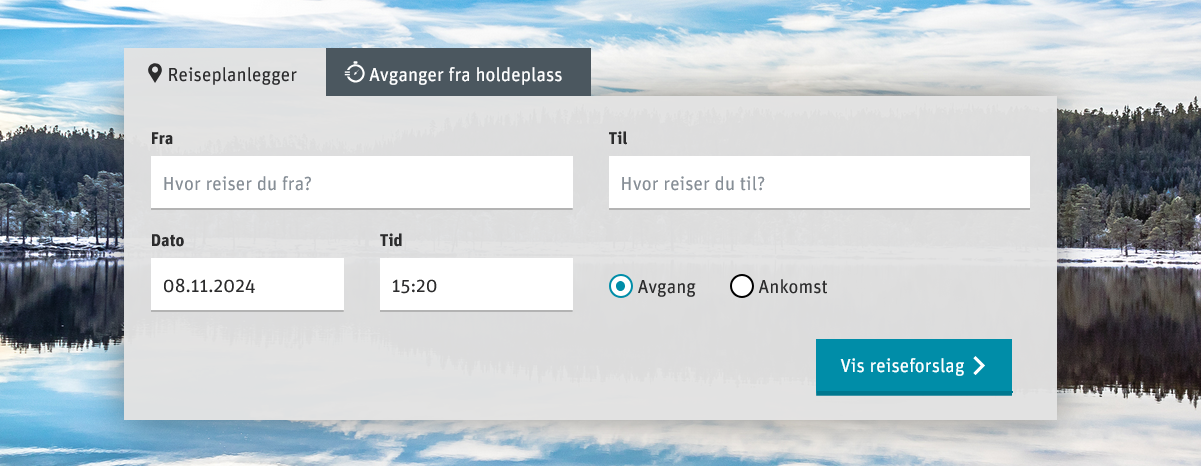 Reiseplanlegger
Avganger fra holdeplass
Fra
Til
Hvor reiser du fra?
Hvor reiser du til?
Dato
Tid
08.11.2024
15:20
Avgang
Ankomst
Vis reiseforslag